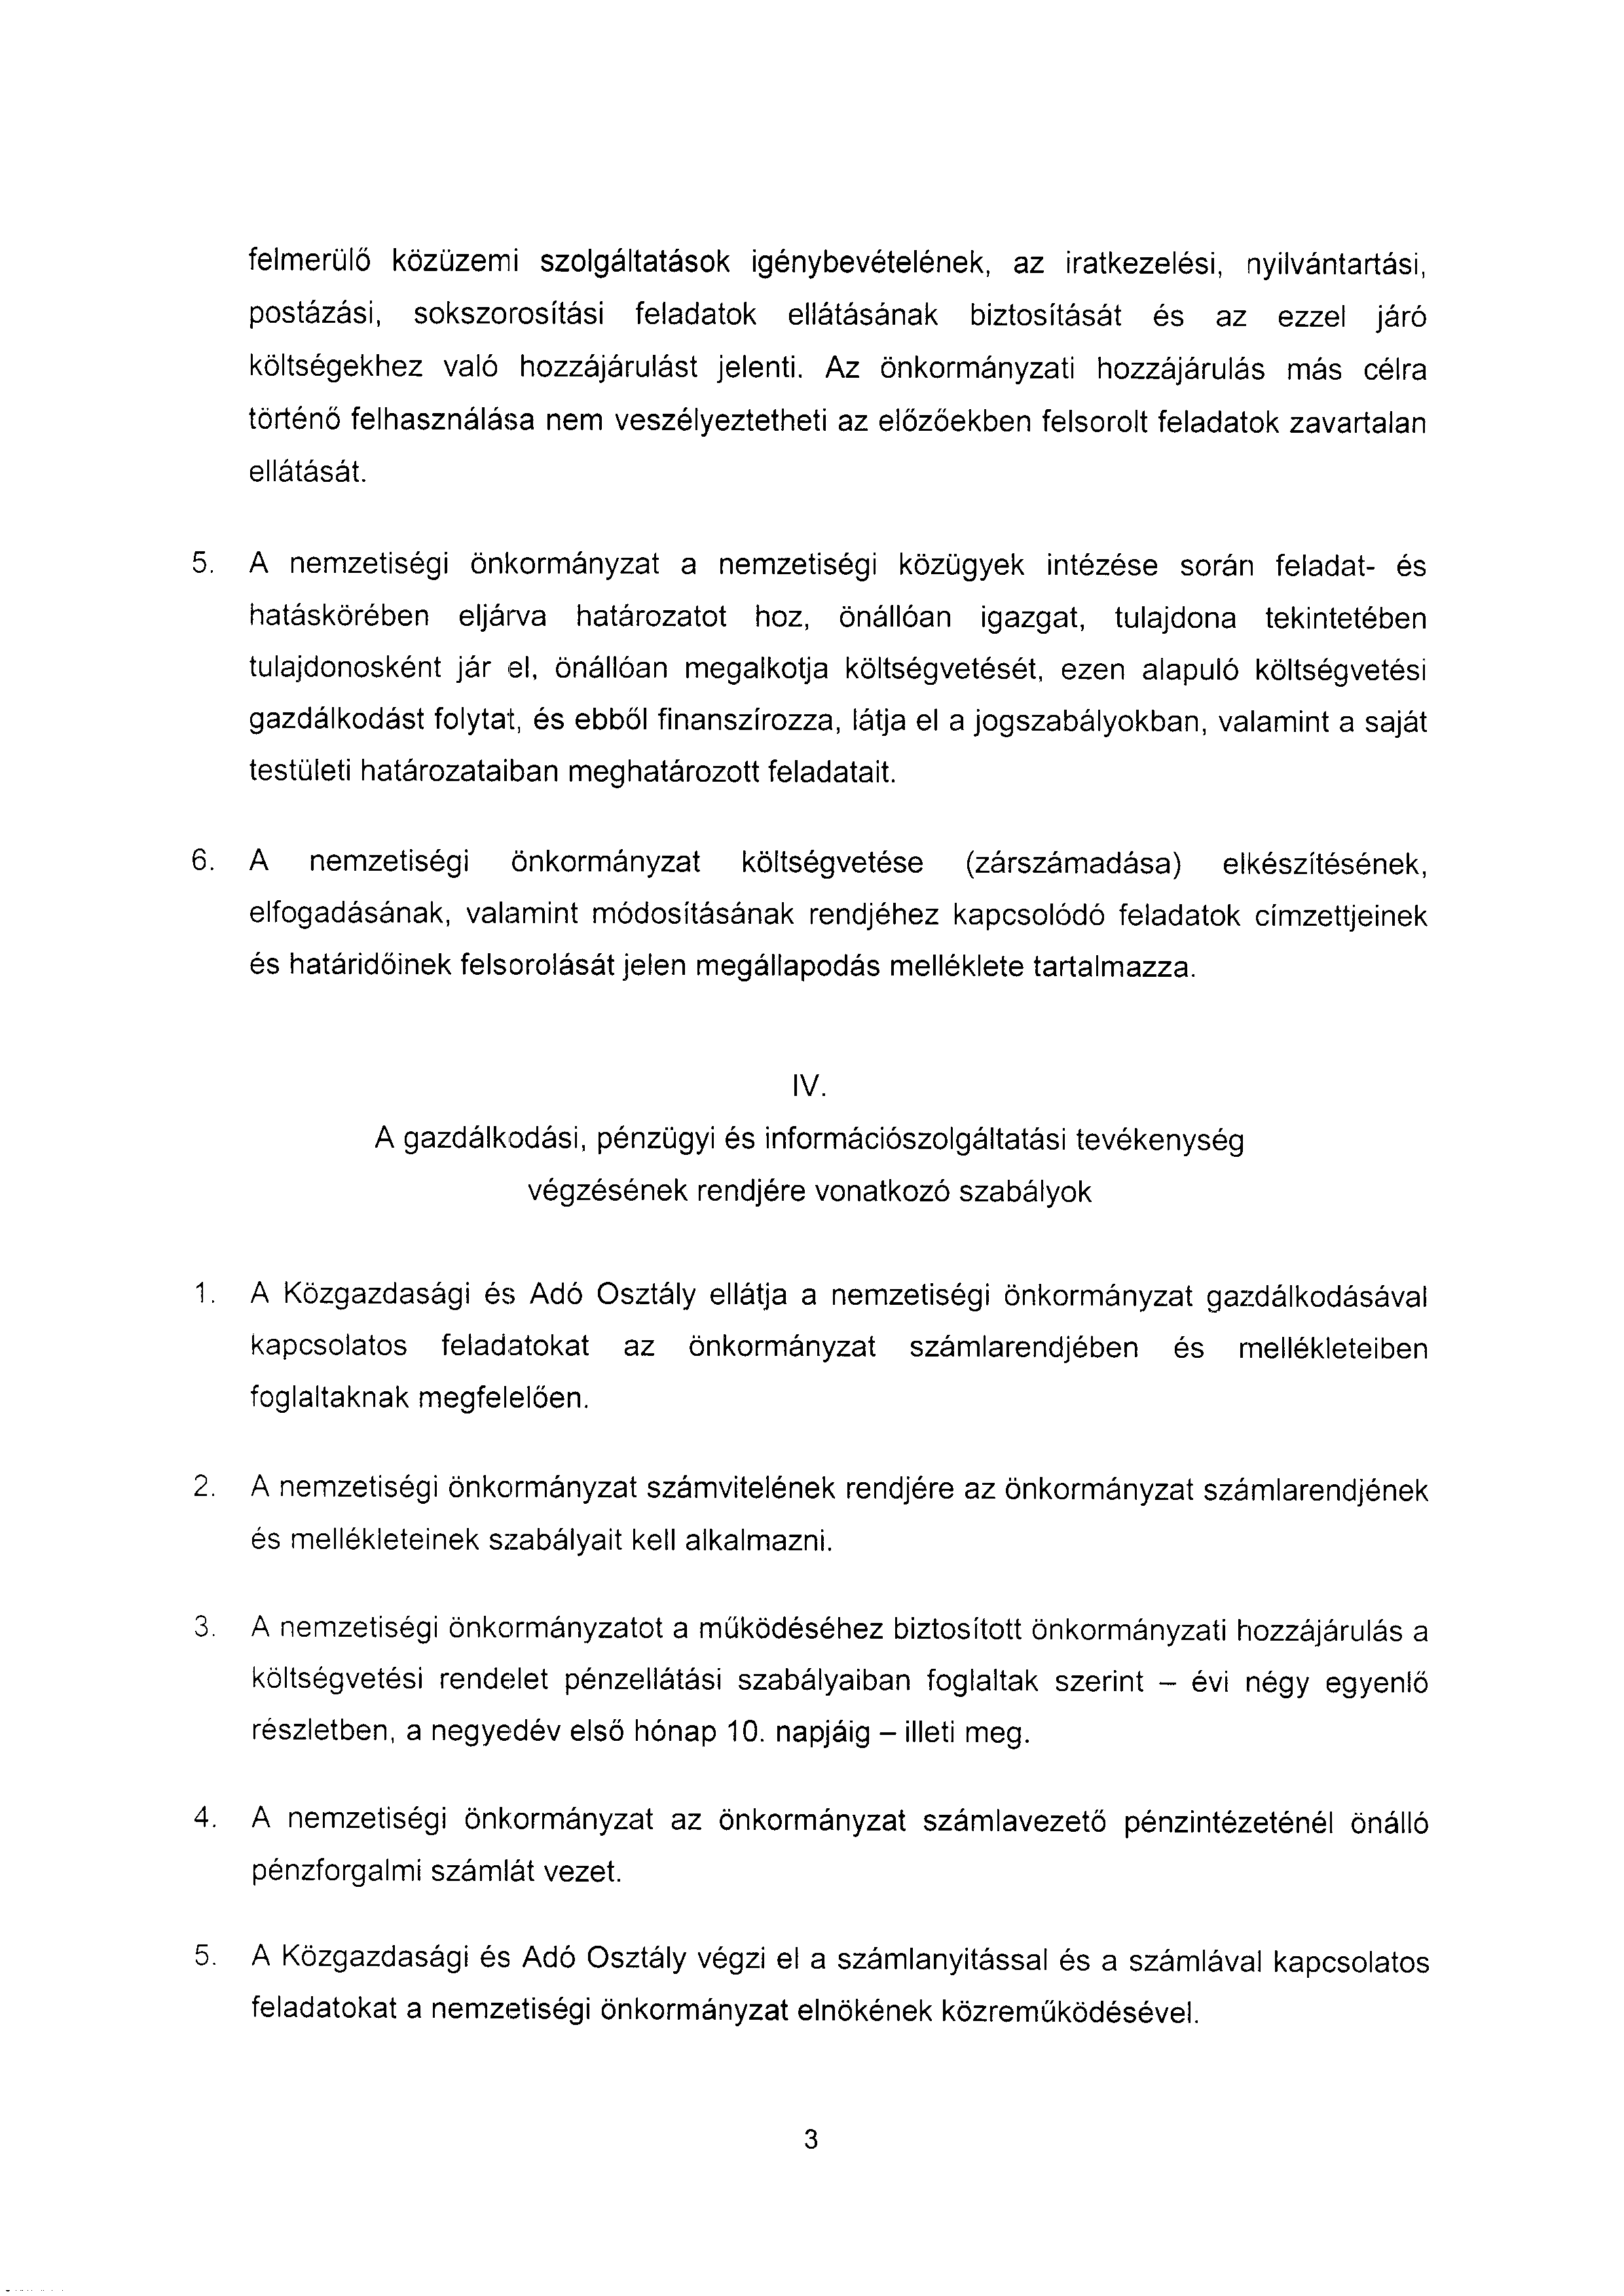 felmerülő közüzemi szolgáltatások igénybevételének, az iratkezelési, nyilvántartási,
postázási, sokszorosítási feladatok ellátásának biztosítását és az ezzel járó
költségekhez való hozzájárulást jelenti. Az önkormányzati hozzájárulás más célra
történő felhasználása nem veszélyeztetheti az előzőekben felsorolt feladatok zavartalan
ellátását.
5. A nemzetiségi önkormányzat a nemzetiségi közügyek intézése során feladat- és
hatáskörében eljárva határozatot hoz, önállóan igazgat, tulajdona tekintetében
tulajdonosként jár el, önállóan megalkotja költségvetését, ezen alapuló költségvetési
gazdálkodást folytat, és ebből finanszírozza, látja el a jogszabályokban, valamint a saját
testületi határozataiban meghatározott feladatait.
6. A nemzetiségi önkormányzat költségvetése (zárszámadása) elkészítésének,
elfogadásának, valamint módosításának rendjéhez kapcsolódó feladatok címzettjeinek
és határidőinek felsorolását jelen megállapodás melléklete tartalmazza.
IV.
A gazdálkodási, pénzügyi és információszolgáltatási tevékenység
végzésének rendjére vonatkozó szabályok
1. A Közgazdasági és Adó Osztály ellátja a nemzetiségi önkormányzat gazdálkodásával
kapcsolatos feladatokat az önkormányzat számlarendjében és mellékleteiben
foglaltaknak megfelelően.
2. A nemzetiségi önkormányzat számvitelének rendjére az önkormányzat számlarendjének
és mellékleteinek szabályait kell alkalmazni.
3. A nemzetiségi önkormányzatot a működéséhez biztosított önkormányzati hozzájárulás a
költségvetési rendelet pénzellátási szabályaiban foglaltak szerint – évi négy egyenlő
részletben, a negyedév első hónap 10. napjáig – illeti meg.
4. A nemzetiségi önkormányzat az önkormányzat számlavezető pénzintézeténél önálló
pénzforgalmi számlát vezet.
5. A Közgazdasági és Adó Osztály végzi el a számlanyitással és a számlával kapcsolatos
feladatokat a nemzetiségi önkormányzat elnökének közreműködésével.
3